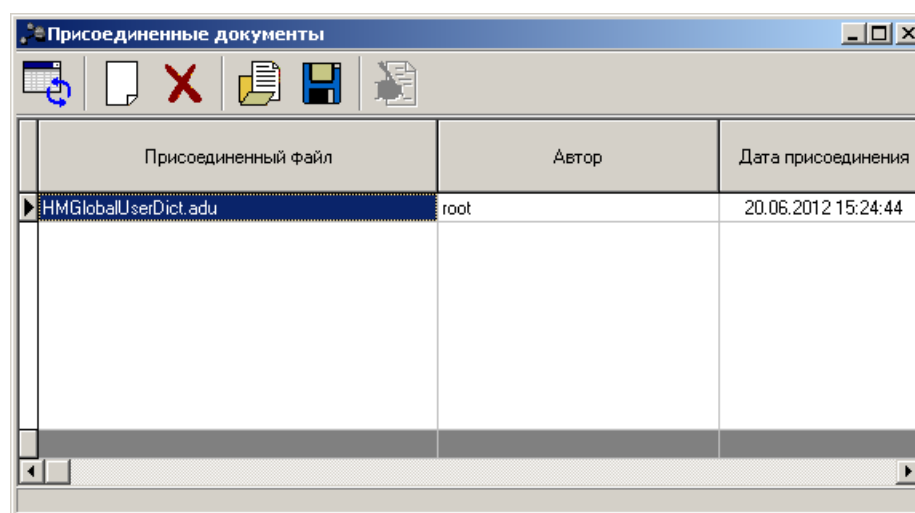 Присоединенные документы
Присоединенный файл Автор Дата присоединения
HMGlobalUserDict.adu root 20.06.2012 15:24:44